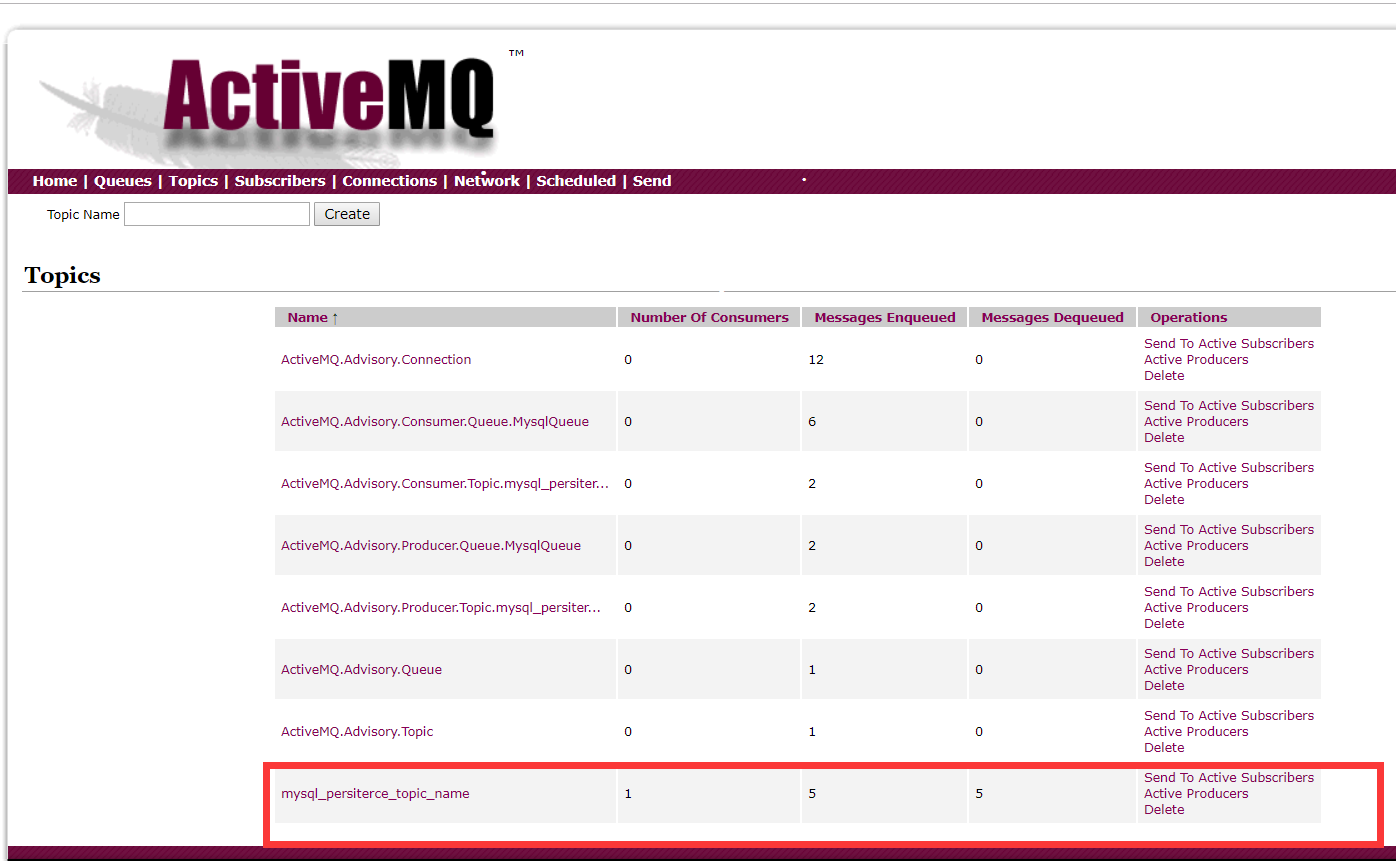 ActiveMQ™
Home | Queues | Topics | Subscribers | Connections | Network | Scheduled | Send
Topic Name Create
Topics
Name ↑ Number Of Consumers Messages Enqueued Messages Dequeued Operations
ActiveMQ.Advisory.Connection 0 12 0 Send To Active Subscribers
Active Producers
Delete
ActiveMQ.Advisory.Consumer.Queue.MysqlQueue 0 6 0 Send To Active Subscribers
Active Producers
Delete
ActiveMQ.Advisory.Consumer.Topic.mysql_persiter... 0 2 0 Send To Active Subscribers
Active Producers
Delete
ActiveMQ.Advisory.Producer.Queue.MysqlQueue 0 2 0 Send To Active Subscribers
Active Producers
Delete
ActiveMQ.Advisory.Producer.Topic.mysql_persiter... 0 2 0 Send To Active Subscribers
Active Producers
Delete
ActiveMQ.Advisory.Queue 0 1 0 Send To Active Subscribers
Active Producers
Delete
ActiveMQ.Advisory.Topic 0 1 0 Send To Active Subscribers
Active Producers
Delete
mysql_persiterce_topic_name 1 5 5 Send To Active Subscribers
Active Producers
Delete